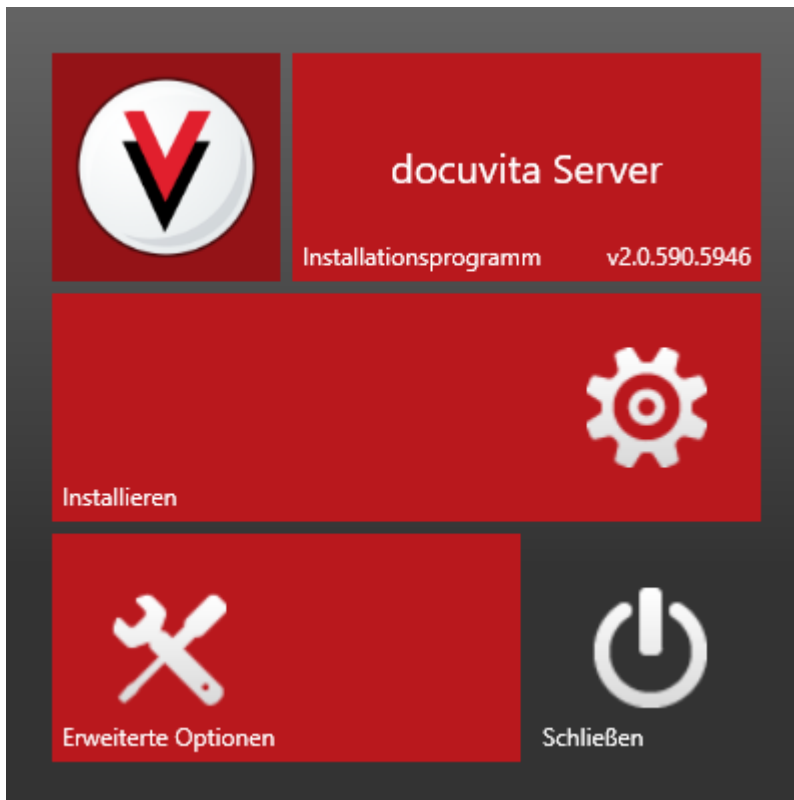 docuvita Server
Installationsprogramm v2.0.590.5946
Installieren
Erweiterte Optionen
Schließen